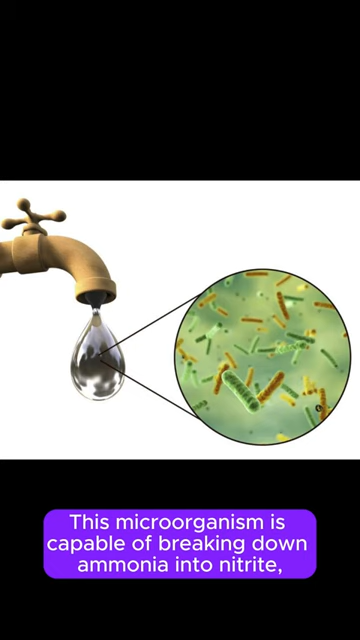 This microorganism is
capable of breaking down
ammonia into nitrite,